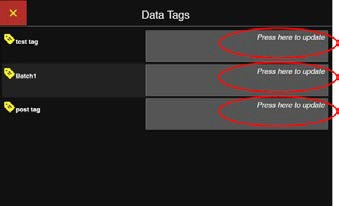 Data Tags
test tag
Press here to update
Batch1
Press here to update
post tag
Press here to update